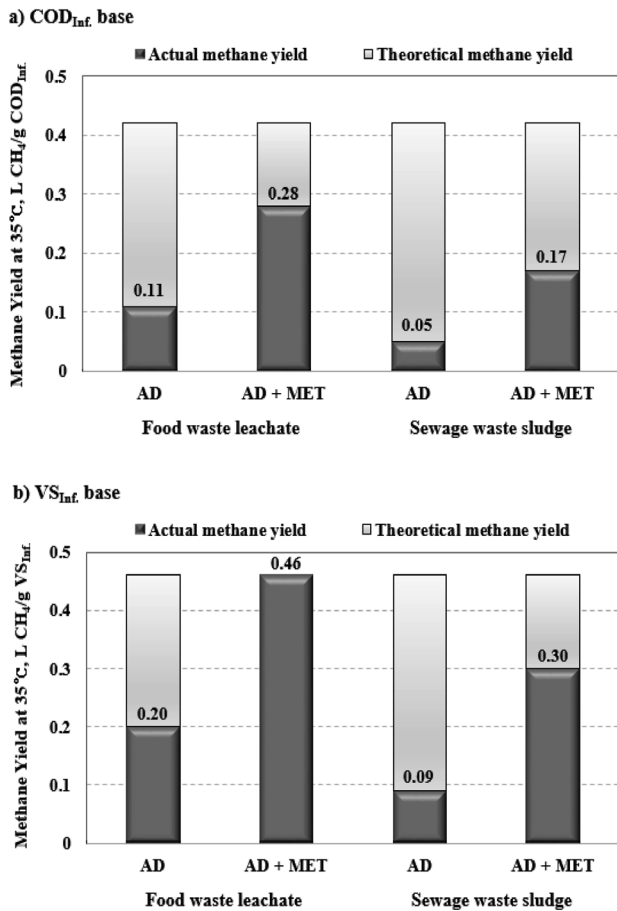 a) COD_Inf. base
Actual methane yield Theoretical methane yield
Methane Yield at 35℃, L CH₄/g COD_Inf.
0.5
0.4
0.3
0.2
0.1
0
0.11
0.28
0.05
0.17
AD AD + MET AD AD + MET
Food waste leachate Sewage waste sludge
b) VS_Inf. base
Actual methane yield Theoretical methane yield
Methane Yield at 35℃, L CH₄/g VS_Inf.
0.5
0.4
0.3
0.2
0.1
0
0.20
0.46
0.09
0.30
AD AD + MET AD AD + MET
Food waste leachate Sewage waste sludge